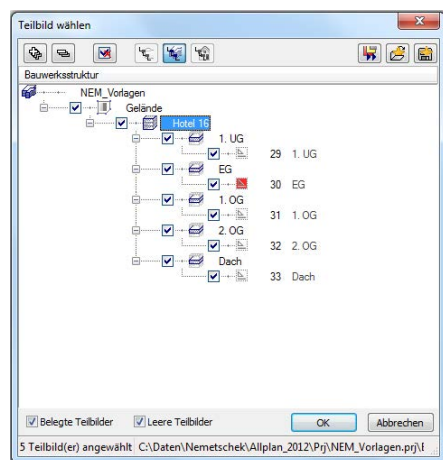 Teilbild wählen
Bauwerksstruktur
NEM_Vorlagen
Gelände
Hotel 16
1. UG
29 1. UG
EG
30 EG
1. OG
31 1. OG
2. OG
32 2. OG
Dach
33 Dach
Belegte Teilbilder Leere Teilbilder OK Abbrechen
5 Teilbild(er) angewählt C:\Daten\Nemetschek\Allplan_2012\Prj\NEM_Vorlagen.prj\